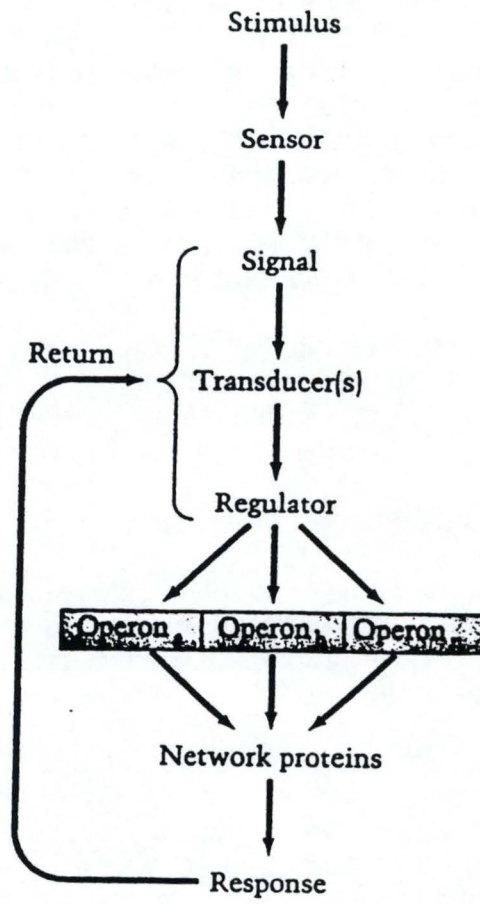 Stimulus
Sensor
Signal
Return
Transducer(s)
Regulator
Operon Operon Operon
Network proteins
Response